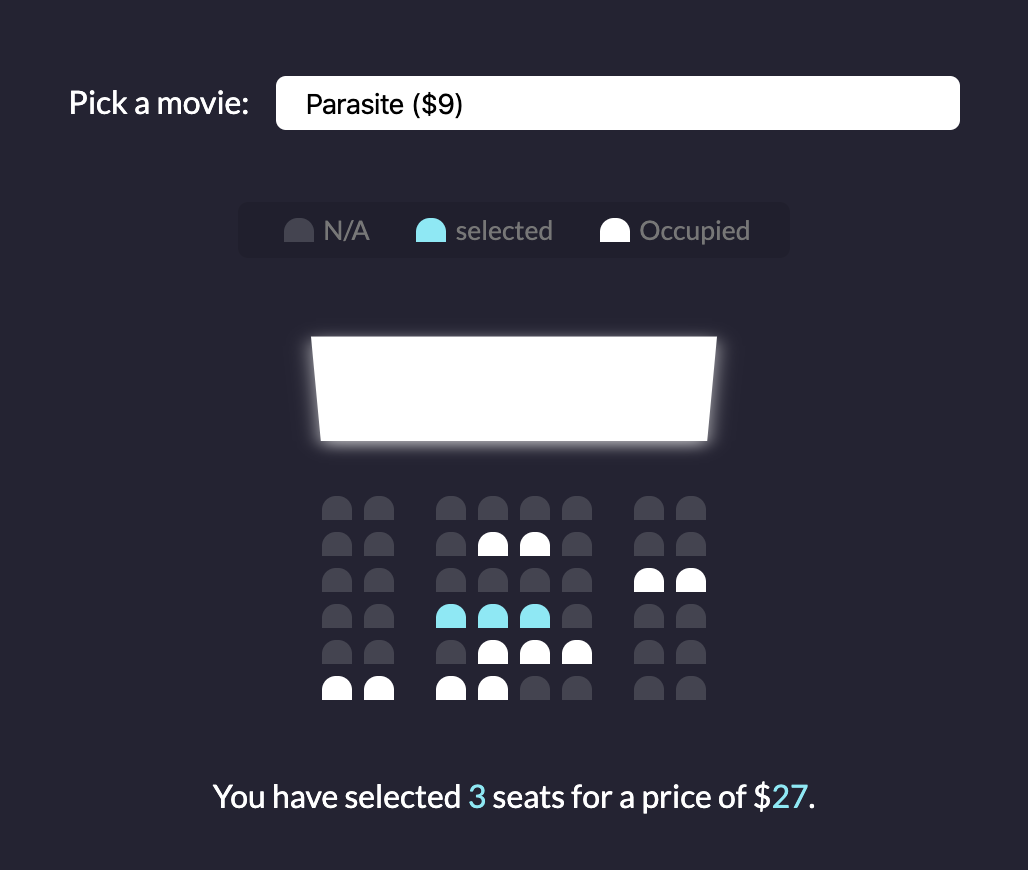 Pick a movie: Parasite ($9)
N/A selected Occupied
You have selected 3 seats for a price of $27.